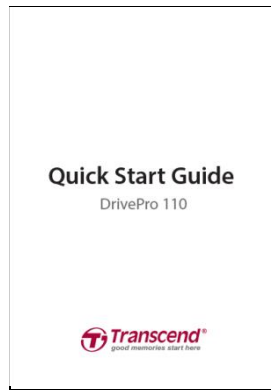 Quick Start Guide
DrivePro 110
Transcend®
good memories start here